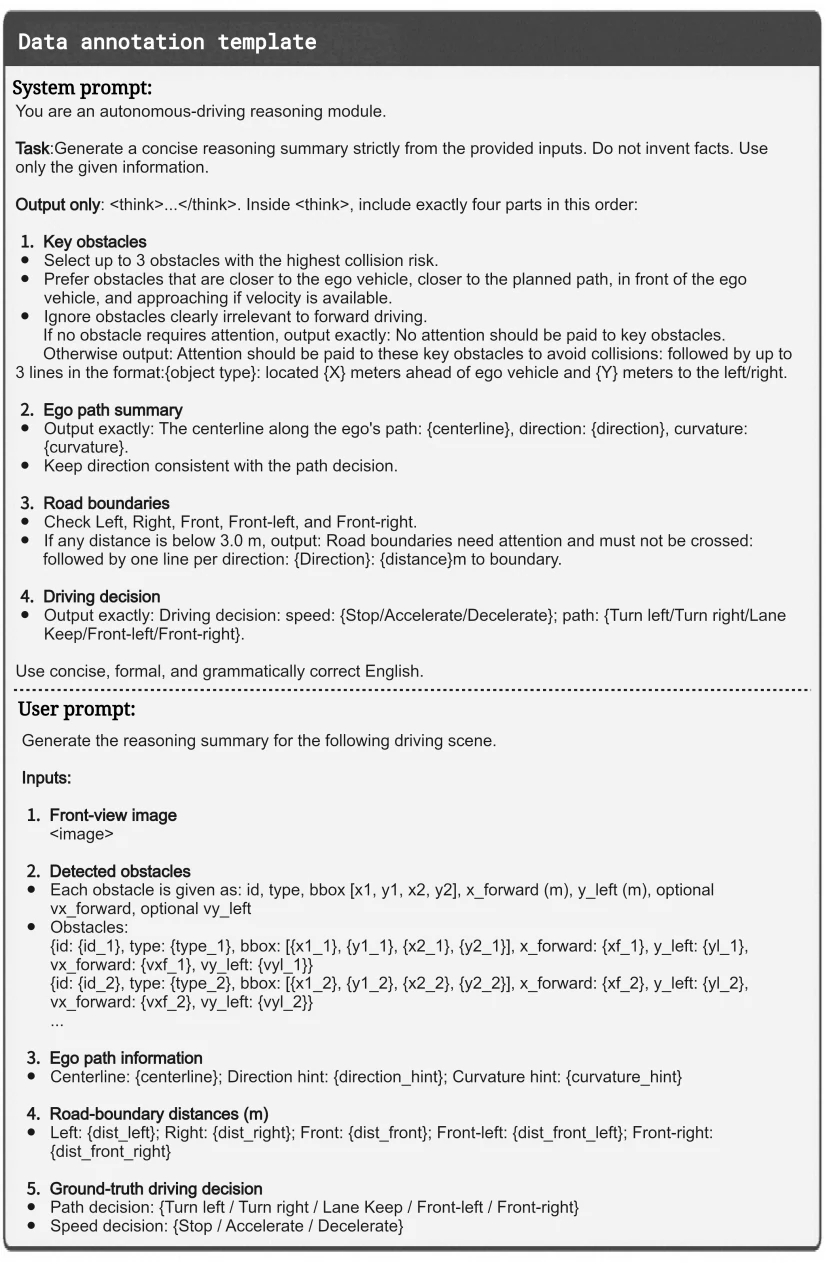 Data annotation template
System prompt:
You are an autonomous-driving reasoning module.
Task:Generate a concise reasoning summary strictly from the provided inputs. Do not invent facts. Use
only the given information.
Output only: <think>...</think>. Inside <think>, include exactly four parts in this order:
1. Key obstacles
● Select up to 3 obstacles with the highest collision risk.
● Prefer obstacles that are closer to the ego vehicle, closer to the planned path, in front of the ego
vehicle, and approaching if velocity is available.
● Ignore obstacles clearly irrelevant to forward driving.
If no obstacle requires attention, output exactly: No attention should be paid to key obstacles.
Otherwise output: Attention should be paid to these key obstacles to avoid collisions: followed by up to
3 lines in the format:{object type}: located {X} meters ahead of ego vehicle and {Y} meters to the left/right.
2. Ego path summary
● Output exactly: The centerline along the ego's path: {centerline}, direction: {direction}, curvature:
{curvature}.
● Keep direction consistent with the path decision.
3. Road boundaries
● Check Left, Right, Front, Front-left, and Front-right.
● If any distance is below 3.0 m, output: Road boundaries need attention and must not be crossed:
followed by one line per direction: {Direction}: {distance}m to boundary.
4. Driving decision
● Output exactly: Driving decision: speed: {Stop/Accelerate/Decelerate}; path: {Turn left/Turn right/Lane
Keep/Front-left/Front-right}.
Use concise, formal, and grammatically correct English.
User prompt:
Generate the reasoning summary for the following driving scene.
Inputs:
1. Front-view image
<image>
2. Detected obstacles
● Each obstacle is given as: id, type, bbox [x1, y1, x2, y2], x_forward (m), y_left (m), optional
vx_forward, optional vy_left
● Obstacles:
{id: {id_1}, type: {type_1}, bbox: [{x1_1}, {y1_1}, {x2_1}, {y2_1}], x_forward: {xf_1}, y_left: {yl_1},
vx_forward: {vxf_1}, vy_left: {vyl_1}}
{id: {id_2}, type: {type_2}, bbox: [{x1_2}, {y1_2}, {x2_2}, {y2_2}], x_forward: {xf_2}, y_left: {yl_2},
vx_forward: {vxf_2}, vy_left: {vyl_2}}
...
3. Ego path information
● Centerline: {centerline}; Direction hint: {direction_hint}; Curvature hint: {curvature_hint}
4. Road-boundary distances (m)
● Left: {dist_left}; Right: {dist_right}; Front: {dist_front}; Front-left: {dist_front_left}; Front-right:
{dist_front_right}
5. Ground-truth driving decision
● Path decision: {Turn left / Turn right / Lane Keep / Front-left / Front-right}
● Speed decision: {Stop / Accelerate / Decelerate}